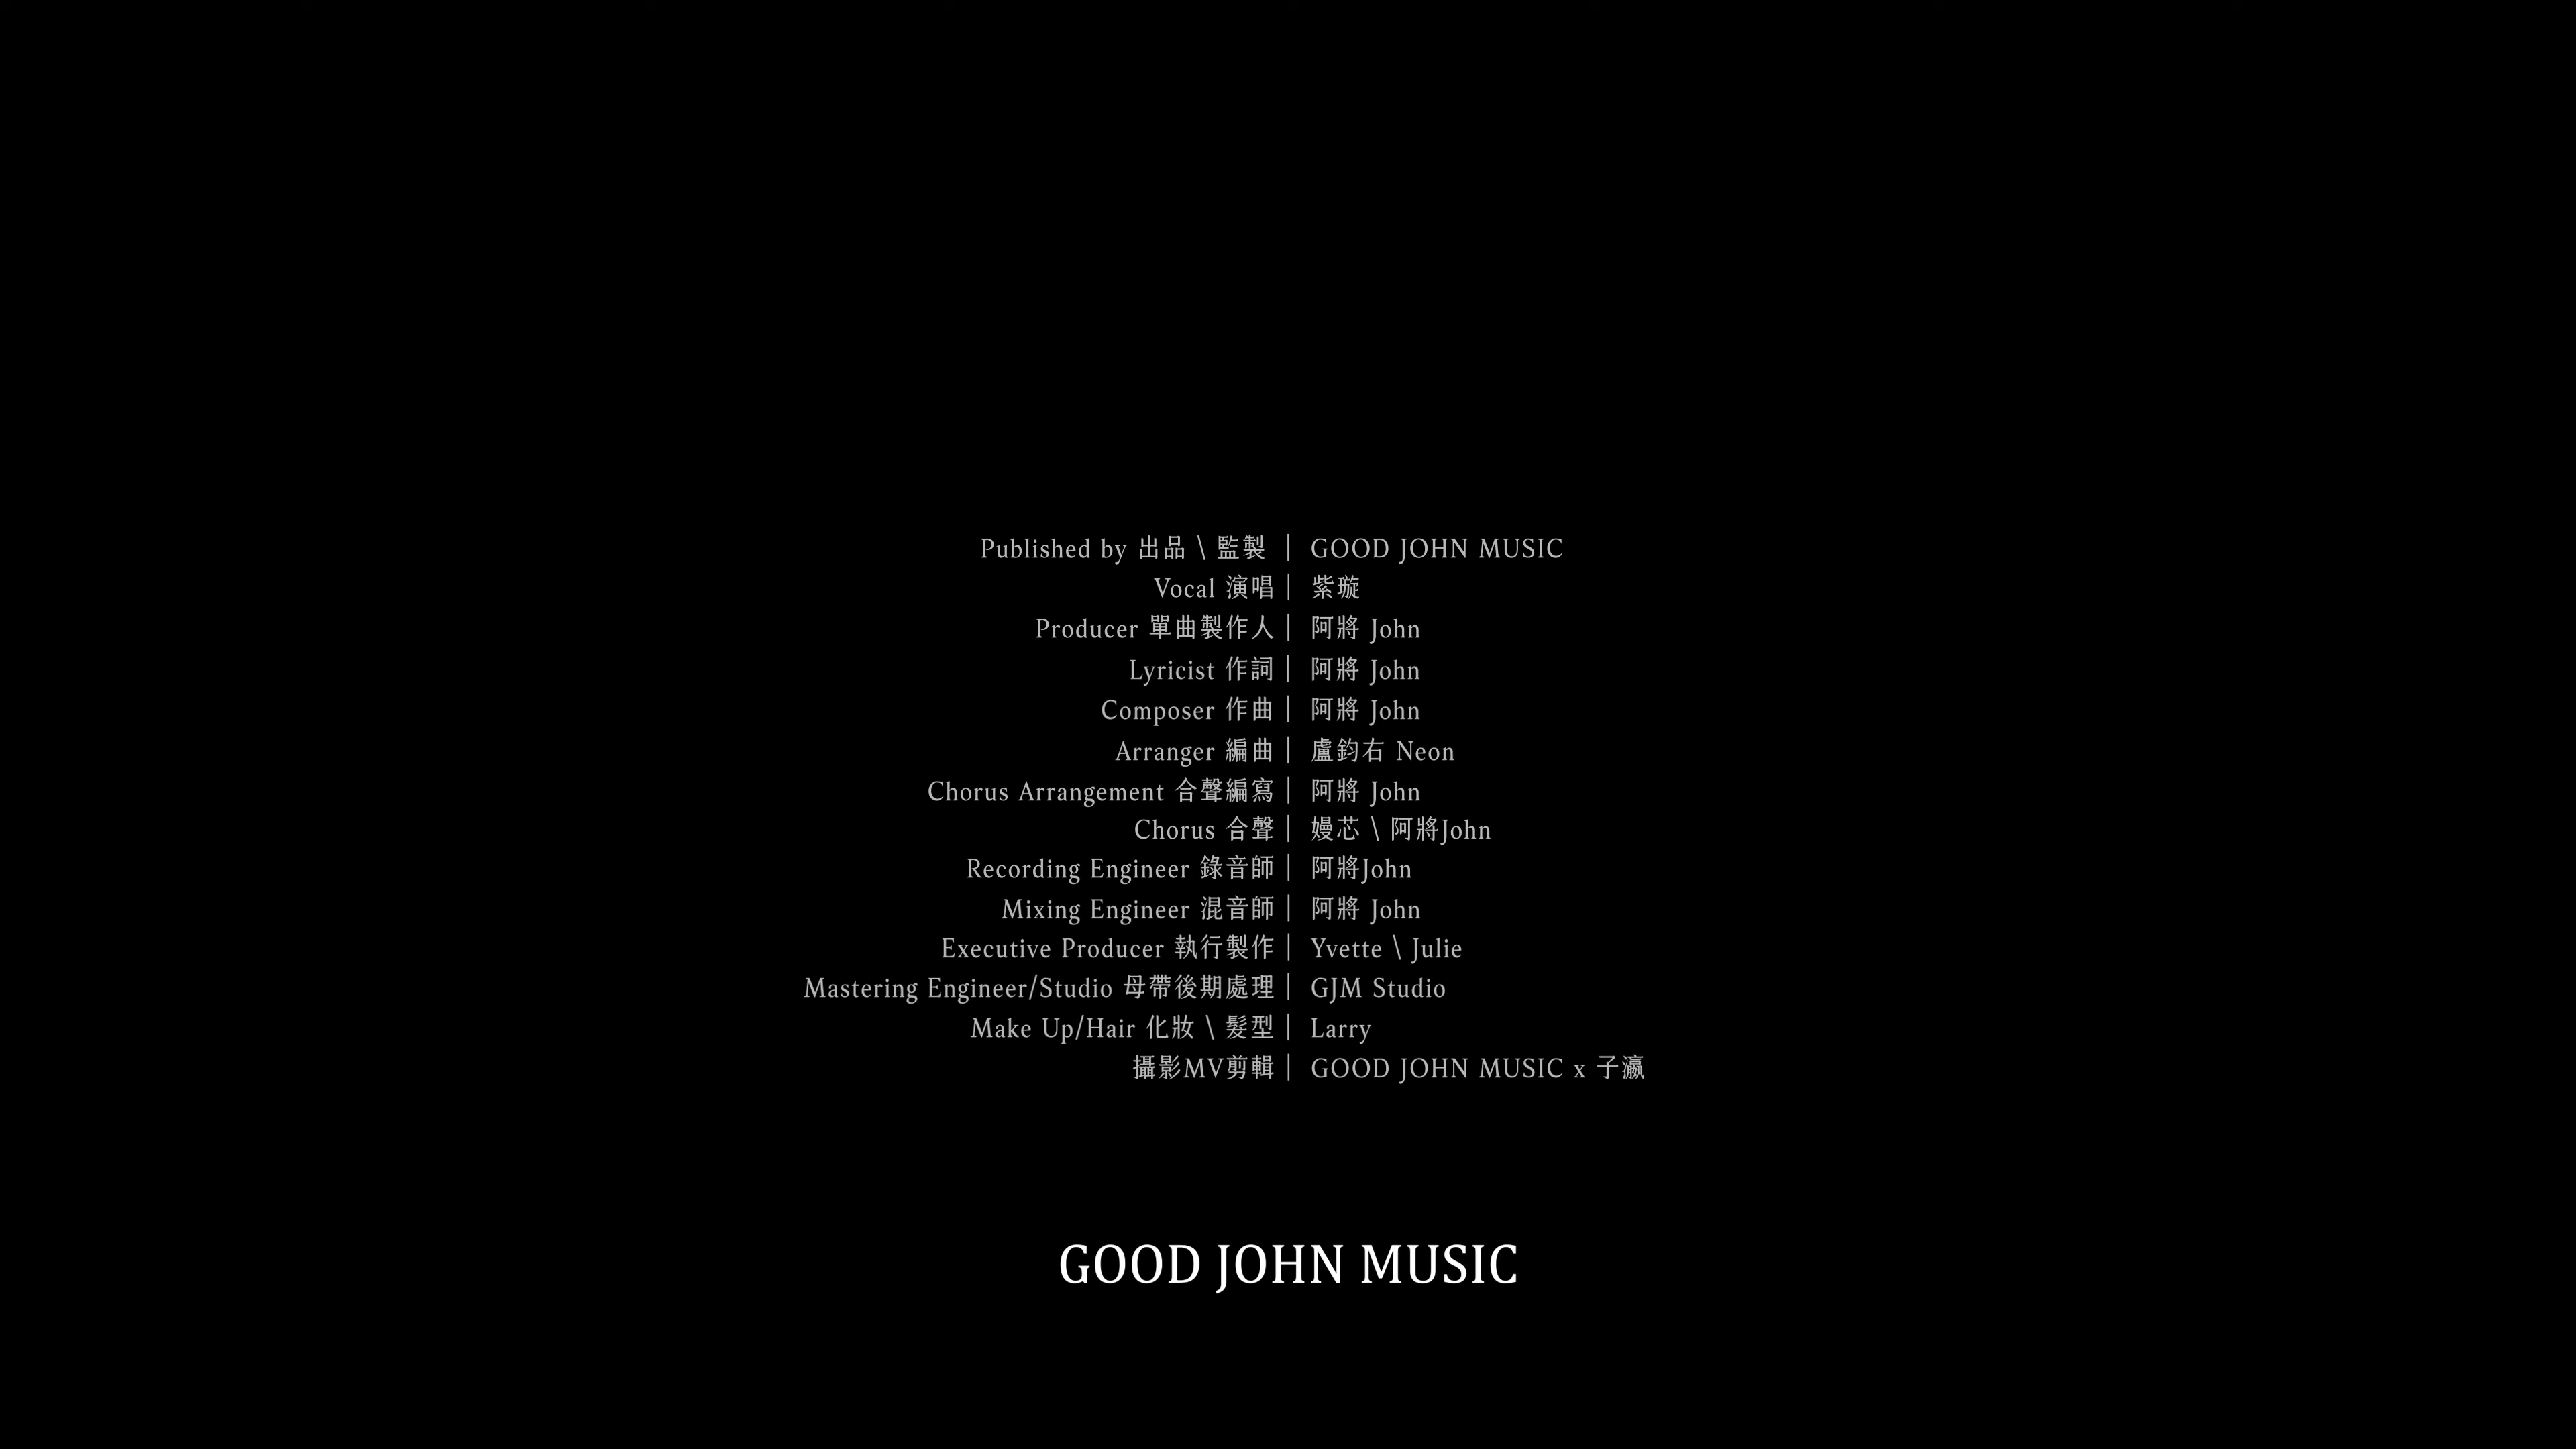 Published by 出品 \ 監製 | GOOD JOHN MUSIC
Vocal 演唱 | 紫璇
Producer 單曲製作人 | 阿將 John
Lyricist 作詞 | 阿將 John
Composer 作曲 | 阿將 John
Arranger 編曲 | 盧鈞右 Neon
Chorus Arrangement 合聲編寫 | 阿將 John
Chorus 合聲 | 嫚芯 \ 阿將John
Recording Engineer 錄音師 | 阿將John
Mixing Engineer 混音師 | 阿將 John
Executive Producer 執行製作 | Yvette \ Julie
Mastering Engineer/Studio 母帶後期處理 | GJM Studio
Make Up/Hair 化妝 \ 髮型 | Larry
攝影MV剪輯 | GOOD JOHN MUSIC x 子瀛
GOOD JOHN MUSIC